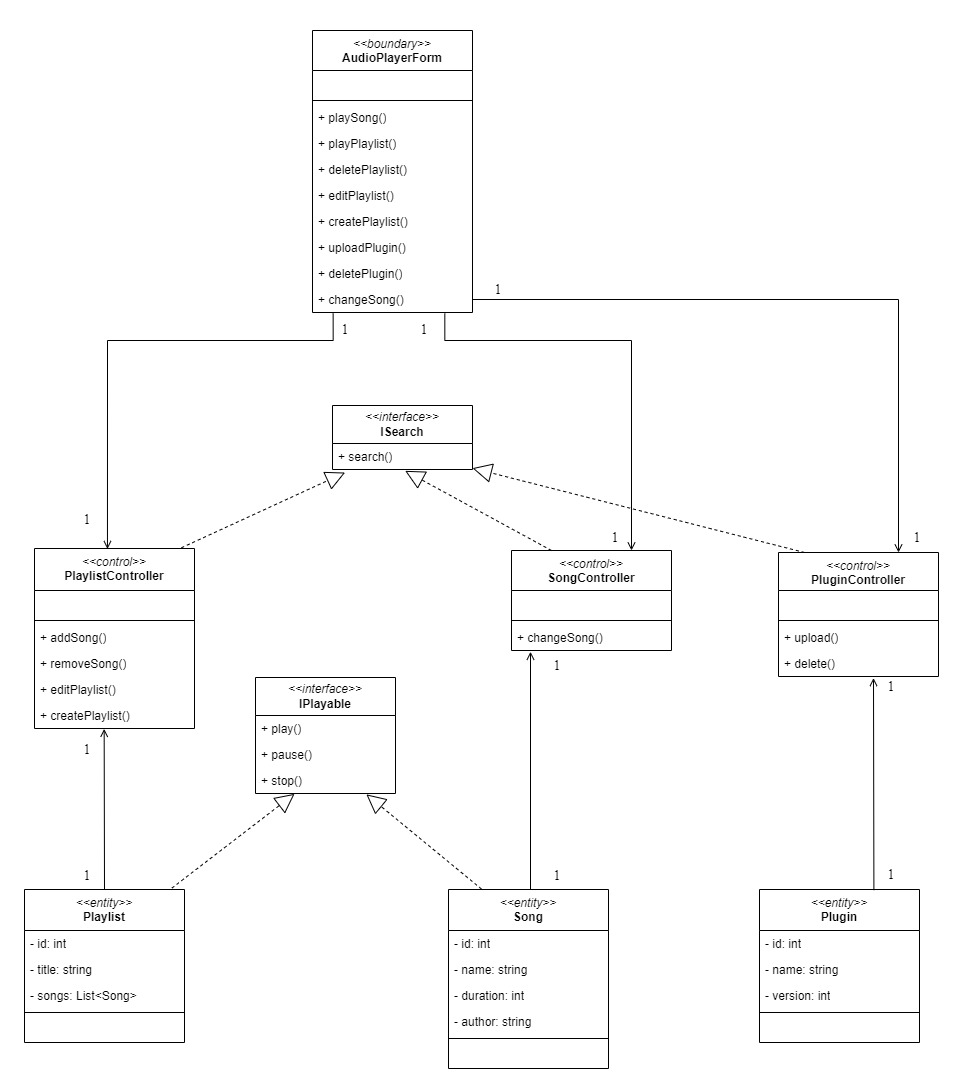 <<boundary>>
AudioPlayerForm
+ playSong()
+ playPlaylist()
+ deletePlaylist()
+ editPlaylist()
+ createPlaylist()
+ uploadPlugin()
+ deletePlugin()
+ changeSong()
1
1
1
<<interface>>
ISearch
+ search()
1
1
1
<<control>>
PlaylistController
+ addSong()
+ removeSong()
+ editPlaylist()
+ createPlaylist()
1
<<control>>
SongController
+ changeSong()
1
<<control>>
PluginController
+ upload()
+ delete()
1
<<interface>>
IPlayable
+ play()
+ pause()
+ stop()
1
1
1
<<entity>>
Playlist
- id: int
- title: string
- songs: List<Song>
<<entity>>
Song
- id: int
- name: string
- duration: int
- author: string
<<entity>>
Plugin
- id: int
- name: string
- version: int